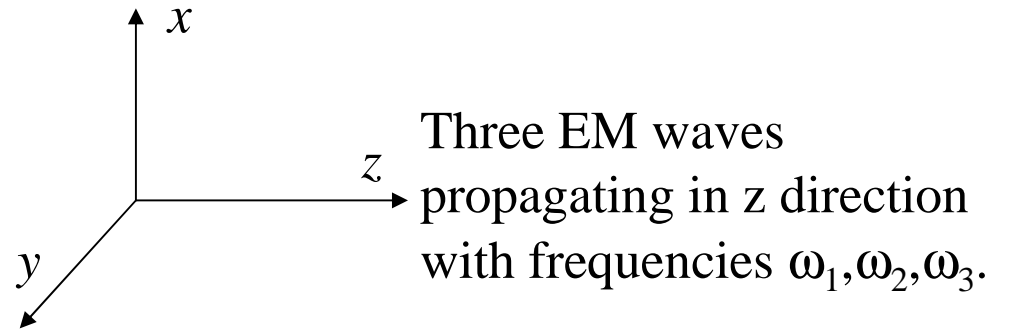 x
Three EM waves
z
propagating in z direction
y
with frequencies ω₁,ω₂,ω₃.